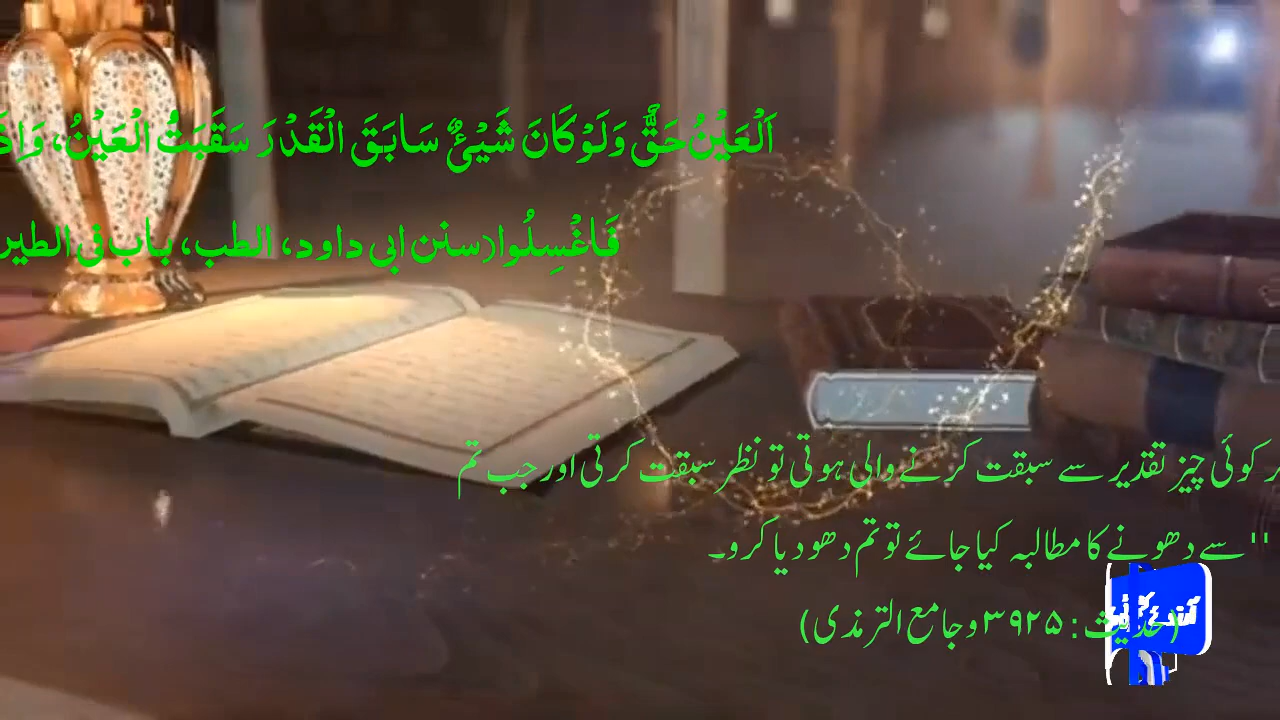 اَلْعَیْنُ حَقٌّ وَلَوْ کَانَ شَیْئٌ سَابَقَ الْقَدْرَ سَقَبَتُ الْعَیْنُ، وَاِذَ
فَاغْسِلُوا(سنن ابی داود، الطب، باب فی الطیر
کوئی چیز تقدیر سے سبقت کرنے والی ہوتی تو نظر سبقت کرتی اور جب تم
"سے دھونے کا مطالبہ کیا جائے تو تم دھو دیا کرو۔
(حدیث: ۳۹۲۵ وجامع الترمذی)